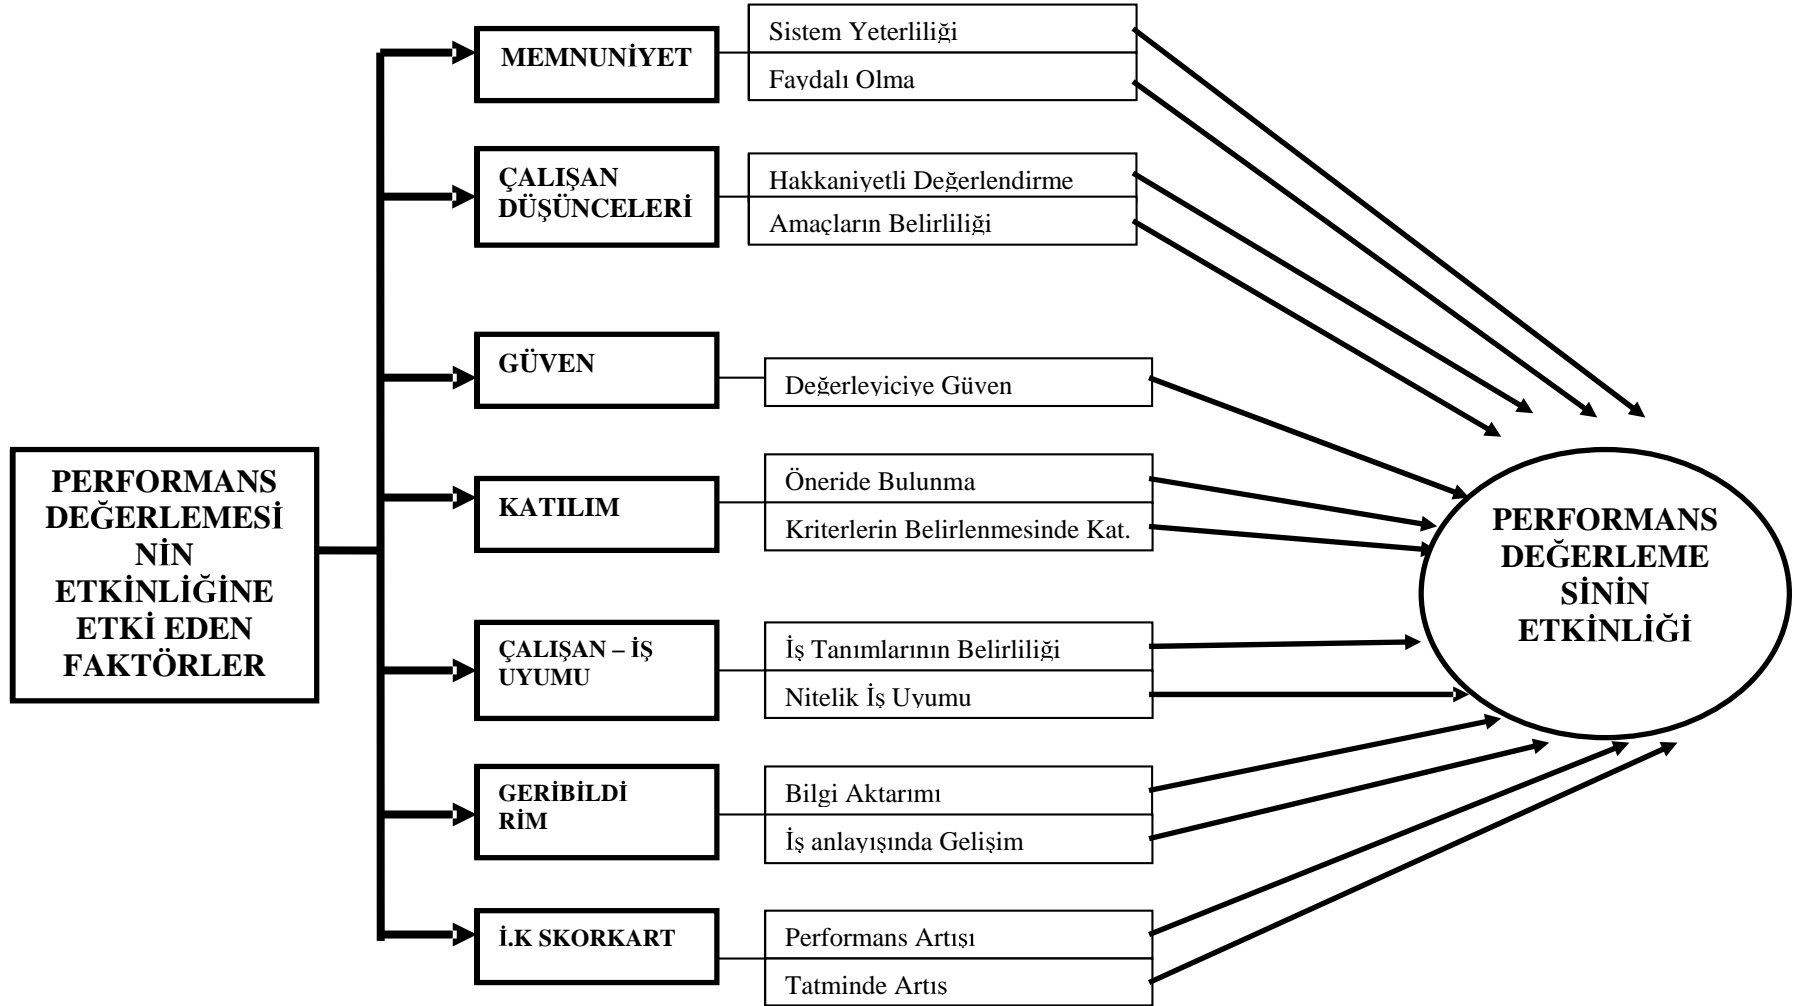 PERFORMANS
DEĞERLEMESİ
NİN
ETKİNLİĞİNE
ETKİ EDEN
FAKTÖRLER
MEMNUNİYET
Sistem Yeterliliği
Faydalı Olma
ÇALIŞAN
DÜŞÜNCELERİ
Hakkaniyetli Değerlendirme
Amaçların Belirliliği
GÜVEN
Değerleyiciye Güven
KATILIM
Öneride Bulunma
Kriterlerin Belirlenmesinde Kat.
ÇALIŞAN – İŞ
UYUMU
İş Tanımlarının Belirliliği
Nitelik İş Uyumu
GERİBİLDİ
RİM
Bilgi Aktarımı
İş anlayışında Gelişim
İ.K SKORKART
Performans Artışı
Tatminde Artış
PERFORMANS
DEĞERLEME
SİNİN
ETKİNLİĞİ